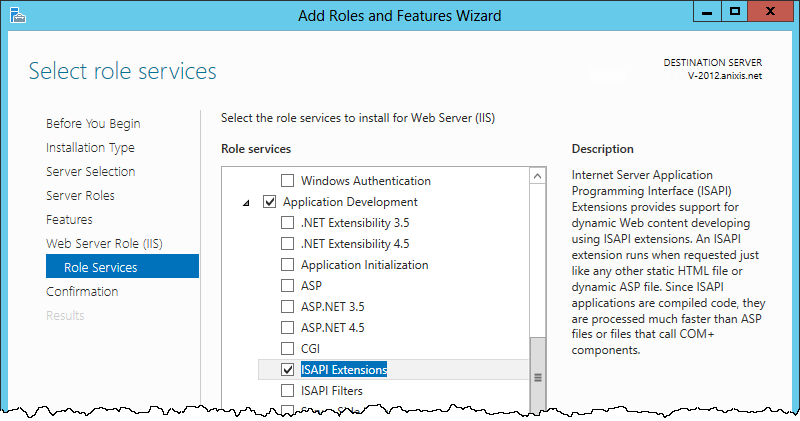 Add Roles and Features Wizard
Select role services
DESTINATION SERVER
V-2012.anixis.net
Before You Begin
Installation Type
Server Selection
Server Roles
Features
Web Server Role (IIS)
Role Services
Confirmation
Results
Select the role services to install for Web Server (IIS)
Role services
Windows Authentication
Application Development
.NET Extensibility 3.5
.NET Extensibility 4.5
Application Initialization
ASP
ASP.NET 3.5
ASP.NET 4.5
CGI
ISAPI Extensions
ISAPI Filters
Description
Internet Server Application
Programming Interface (ISAPI)
Extensions provides support for
dynamic Web content developing
using ISAPI extensions. An ISAPI
extension runs when requested just
like any other static HTML file or
dynamic ASP file. Since ISAPI
applications are compiled code, they
are processed much faster than ASP
files or files that call COM+
components.